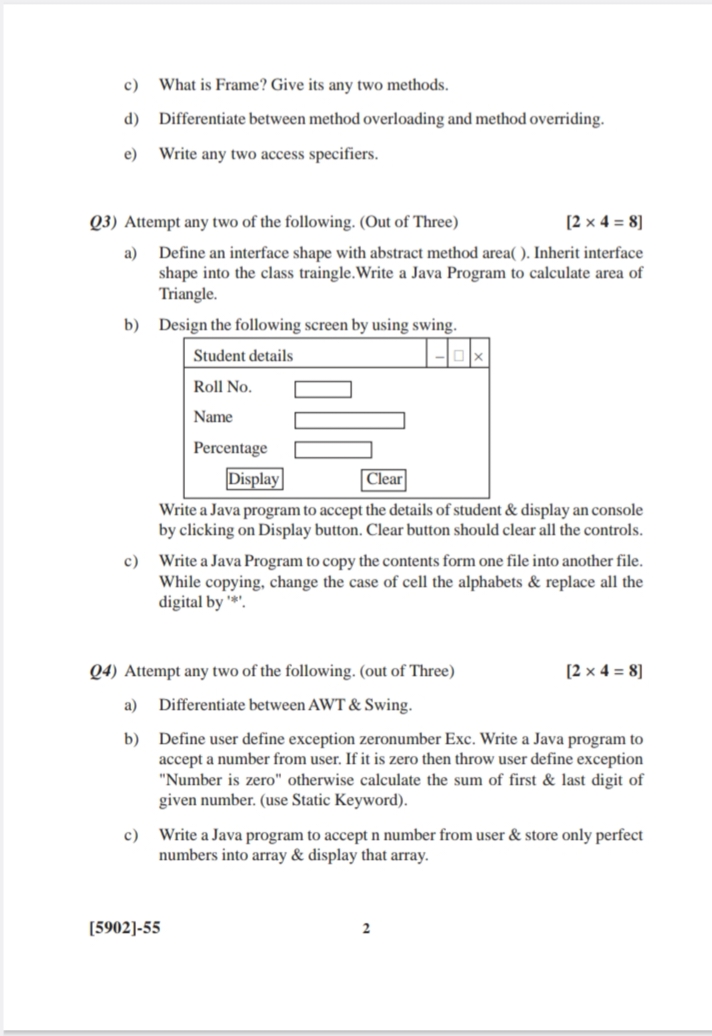 c) What is Frame? Give its any two methods.
d) Differentiate between method overloading and method overriding.
e) Write any two access specifiers.
Q3) Attempt any two of the following. (Out of Three) [2 × 4 = 8]
a) Define an interface shape with abstract method area( ). Inherit interface
shape into the class traingle.Write a Java Program to calculate area of
Triangle.
b) Design the following screen by using swing.
Student details – □ ×
Roll No.
Name
Percentage
Display Clear
Write a Java program to accept the details of student & display an console
by clicking on Display button. Clear button should clear all the controls.
c) Write a Java Program to copy the contents form one file into another file.
While copying, change the case of cell the alphabets & replace all the
digital by '*'.
Q4) Attempt any two of the following. (out of Three) [2 × 4 = 8]
a) Differentiate between AWT & Swing.
b) Define user define exception zeronumber Exc. Write a Java program to
accept a number from user. If it is zero then throw user define exception
"Number is zero" otherwise calculate the sum of first & last digit of
given number. (use Static Keyword).
c) Write a Java program to accept n number from user & store only perfect
numbers into array & display that array.
[5902]-55 2